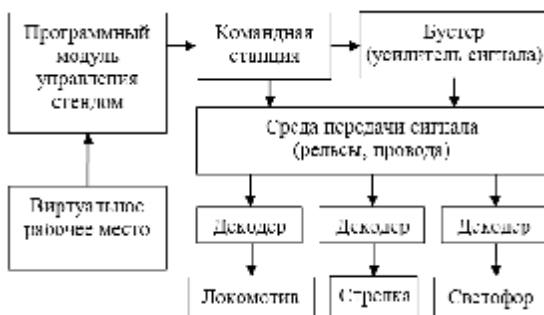 Программный
модуль
управления
стендом
Командная
станция
Бустер
(усилитель сигнала)
Среда передачи сигнала
(рельсы, провода)
Виртуальное
рабочее место
Декодер
Декодер
Декодер
Локомотив
Стрелка
Светофор